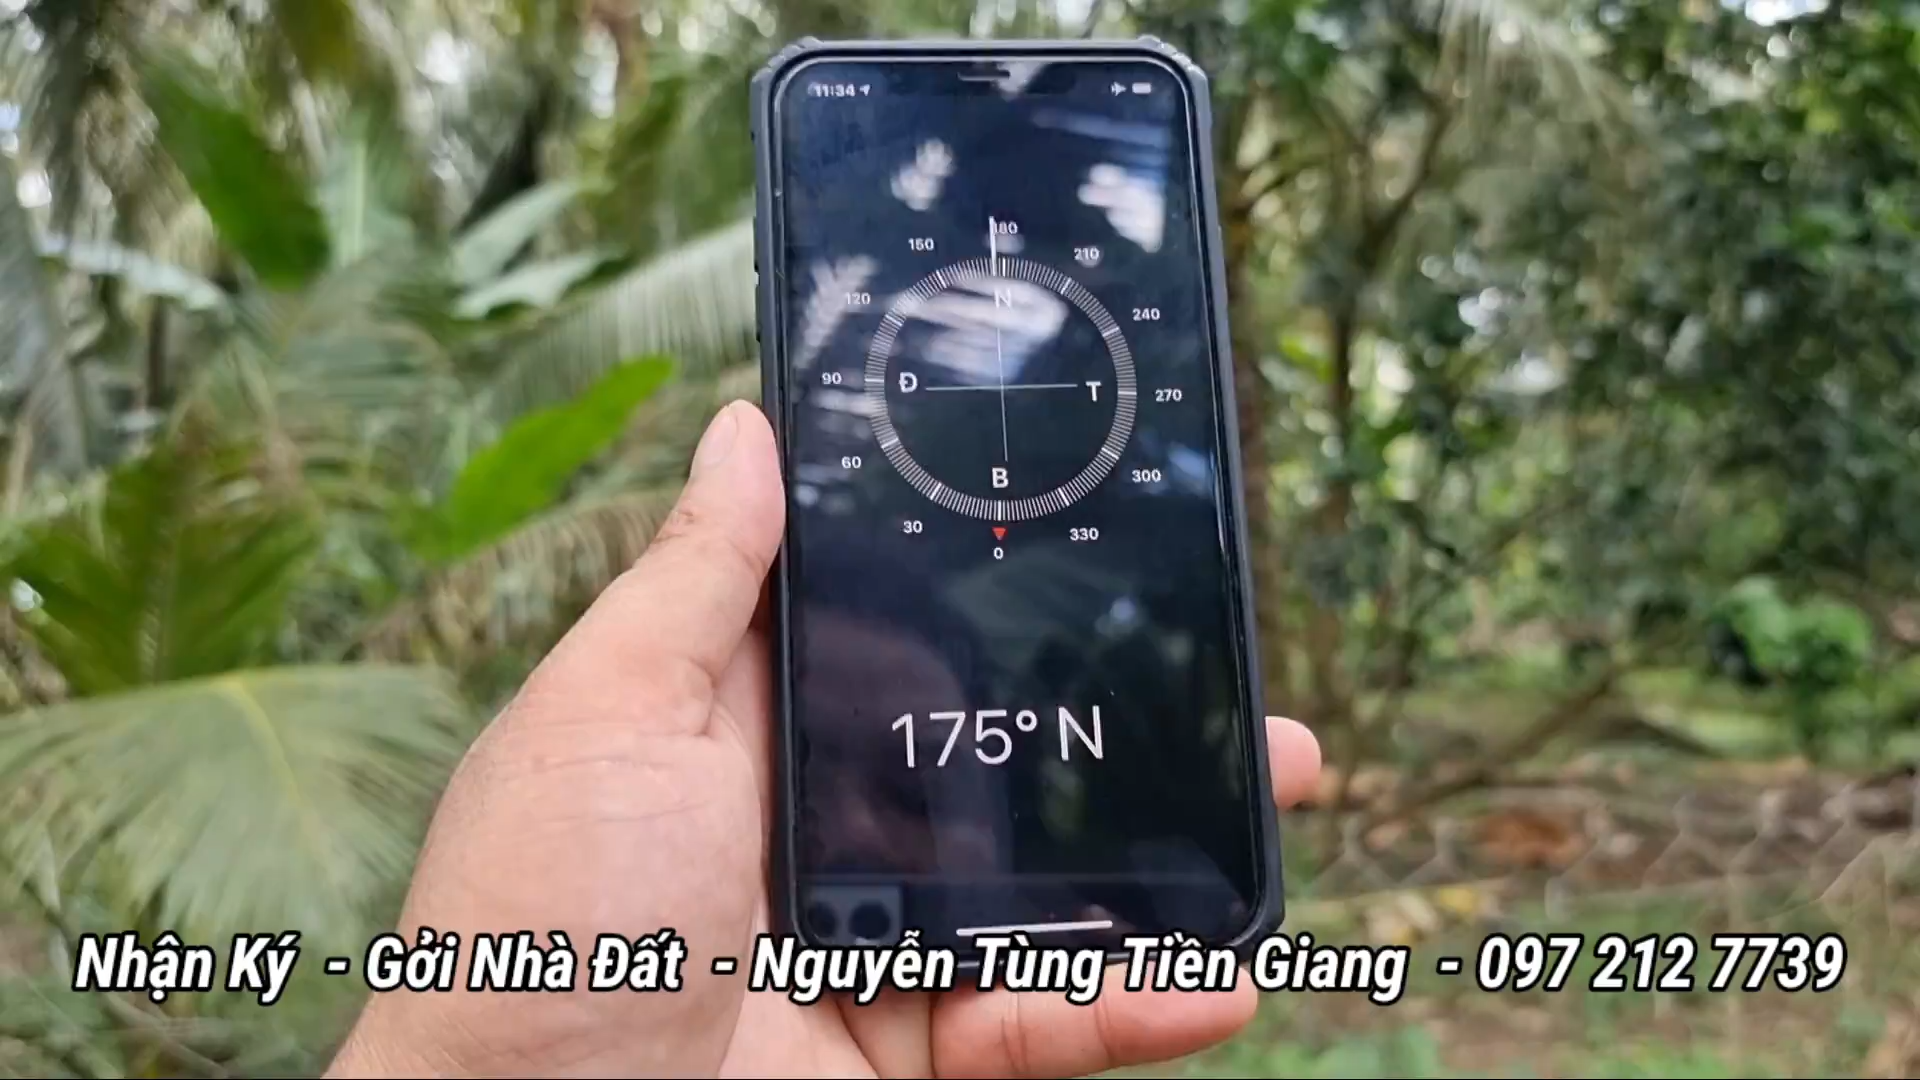 11:34
180
150
210
N
120
240
90
Đ
T
270
60
B
300
30
330
0
175° N
Nhận Ký - Gởi Nhà Đất - Nguyễn Tùng Tiền Giang - 097 212 7739